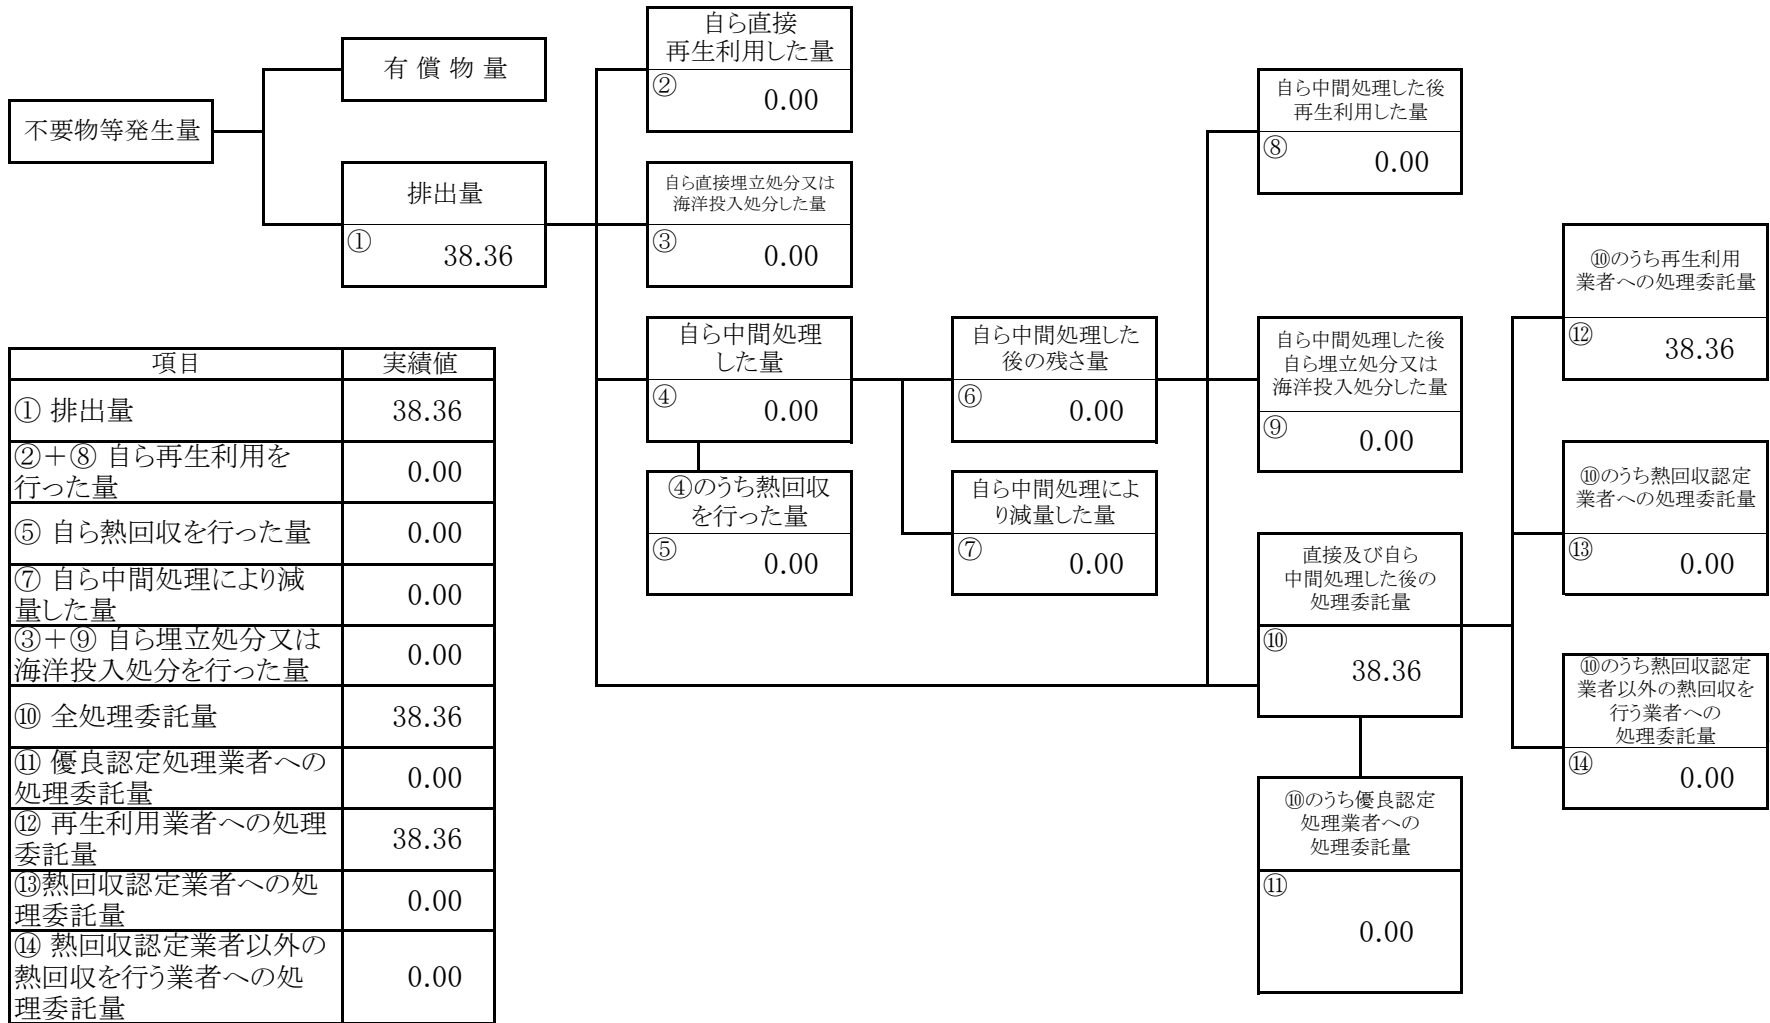 不要物等発生量
有償物量
排出量
①
38.36
自ら直接
再生利用した量
②
0.00
自ら直接埋立処分又は
海洋投入処分した量
③
0.00
自ら中間処理
した量
④
0.00
④のうち熱回収
を行った量
⑤
0.00
自ら中間処理した
後の残さ量
⑥
0.00
自ら中間処理によ
り減量した量
⑦
0.00
自ら中間処理した後
再生利用した量
⑧
0.00
自ら中間処理した後
自ら埋立処分又は
海洋投入処分した量
⑨
0.00
直接及び自ら
中間処理した後の
処理委託量
⑩
38.36
⑩のうち優良認定
処理業者への
処理委託量
⑪
0.00
⑩のうち再生利用
業者への処理委託量
⑫
38.36
⑩のうち熱回収認定
業者への処理委託量
⑬
0.00
⑩のうち熱回収認定
業者以外の熱回収を
行う業者への
処理委託量
⑭
0.00
項目 実績値
① 排出量 38.36
②+⑧ 自ら再生利用を
行った量 0.00
⑤ 自ら熱回収を行った量 0.00
⑦ 自ら中間処理により減
量した量 0.00
③+⑨ 自ら埋立処分又は
海洋投入処分を行った量 0.00
⑩ 全処理委託量 38.36
⑪ 優良認定処理業者への
処理委託量 0.00
⑫ 再生利用業者への処理
委託量 38.36
⑬熱回収認定業者への処
理委託量 0.00
⑭ 熱回収認定業者以外の
熱回収を行う業者への処
理委託量 0.00